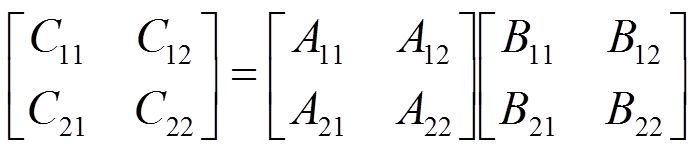 [C₁₁ C₁₂] = [A₁₁ A₁₂] [B₁₁ B₁₂]
[C₂₁ C₂₂] [A₂₁ A₂₂] [B₂₁ B₂₂]